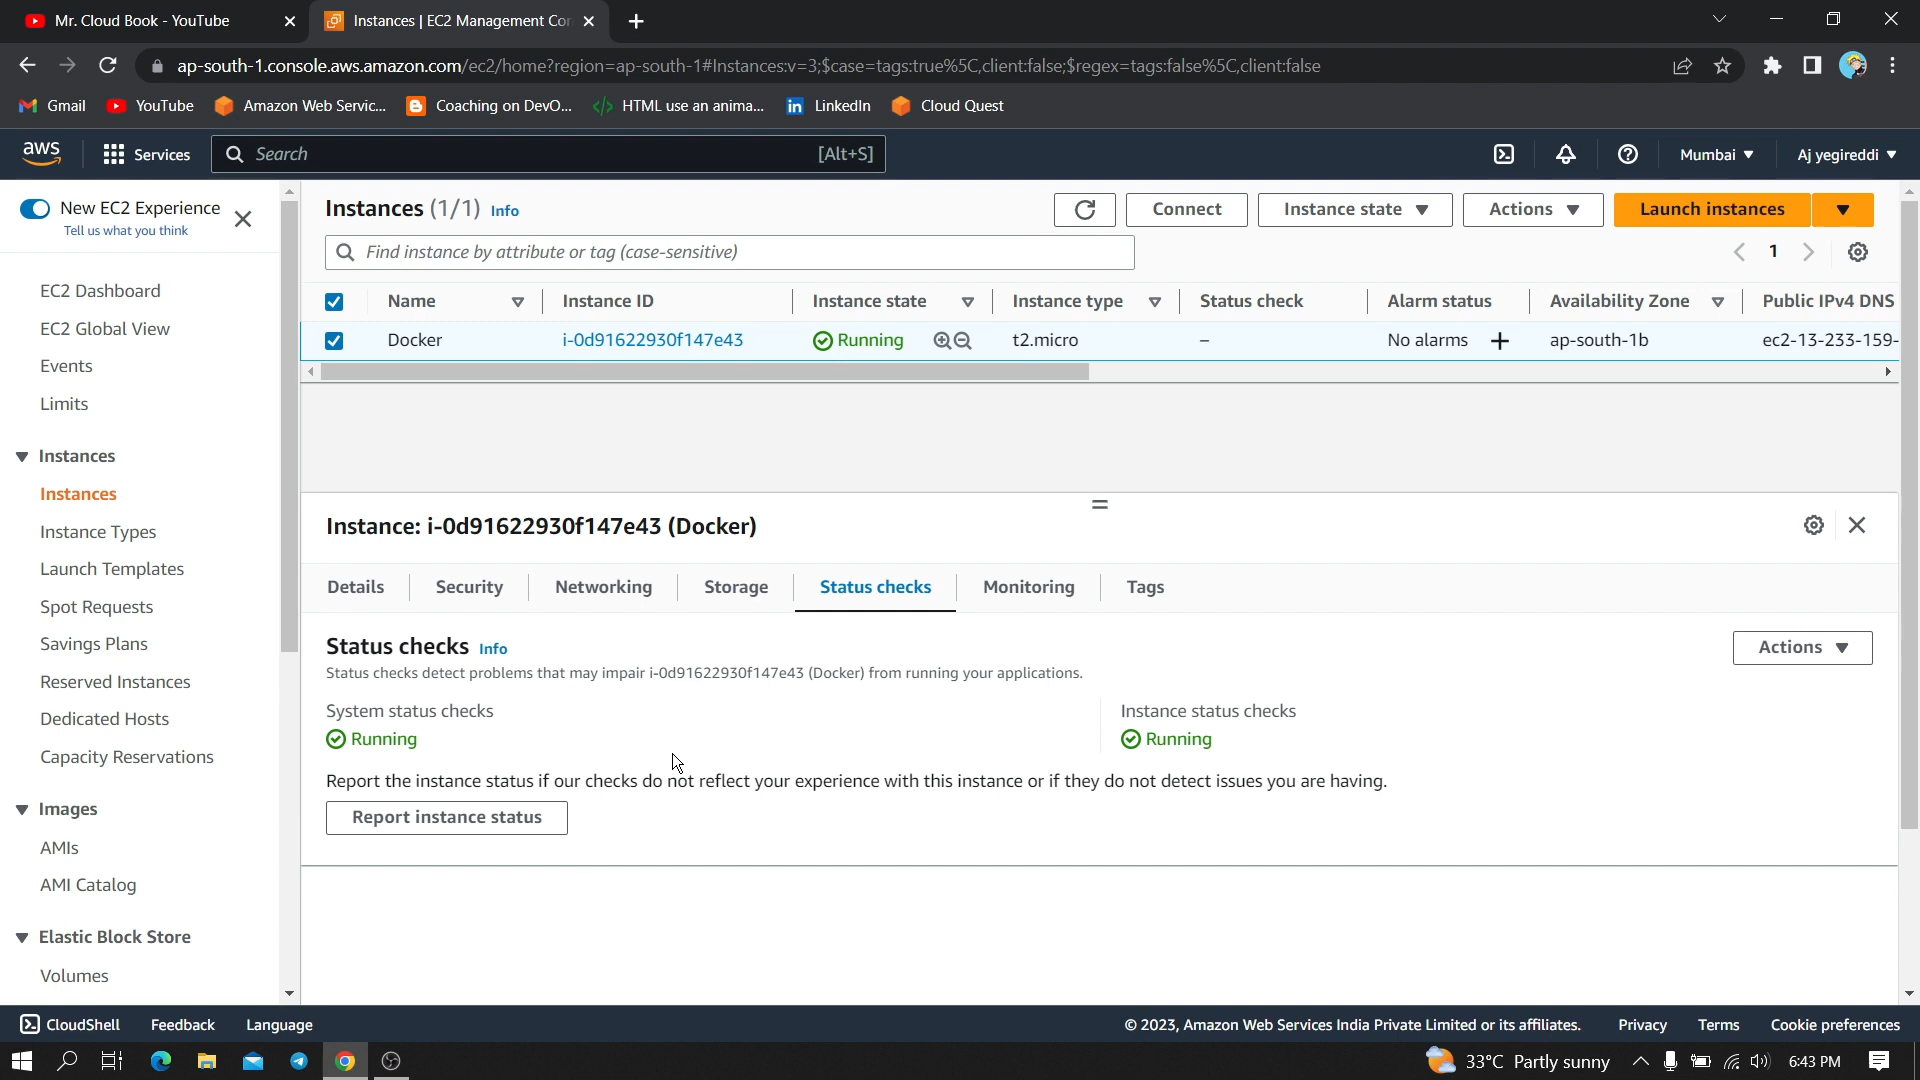 Mr. Cloud Book - YouTube
Instances | EC2 Management Con
ap-south-1.console.aws.amazon.com/ec2/home?region=ap-south-1#Instances:v=3;$case=tags:true%5C,client:false;$regex=tags:false%5C,client:false
Gmail
YouTube
Amazon Web Servic...
Coaching on DevO...
HTML use an anima...
LinkedIn
Cloud Quest
aws
Services
Search
[Alt+S]
Mumbai
Aj yegireddi
New EC2 Experience
Tell us what you think
EC2 Dashboard
EC2 Global View
Events
Limits
Instances
Instances
Instance Types
Launch Templates
Spot Requests
Savings Plans
Reserved Instances
Dedicated Hosts
Capacity Reservations
Images
AMIs
AMI Catalog
Elastic Block Store
Volumes
Instances (1/1) Info
Connect
Instance state
Actions
Launch instances
Find instance by attribute or tag (case-sensitive)
1
Name
Instance ID
Instance state
Instance type
Status check
Alarm status
Availability Zone
Public IPv4 DNS
Docker
i-0d91622930f147e43
Running
t2.micro
–
No alarms
ap-south-1b
ec2-13-233-159-
Instance: i-0d91622930f147e43 (Docker)
Details
Security
Networking
Storage
Status checks
Monitoring
Tags
Status checks Info
Actions
Status checks detect problems that may impair i-0d91622930f147e43 (Docker) from running your applications.
System status checks
Running
Instance status checks
Running
Report the instance status if our checks do not reflect your experience with this instance or if they do not detect issues you are having.
Report instance status
CloudShell
Feedback
Language
© 2023, Amazon Web Services India Private Limited or its affiliates.
Privacy
Terms
Cookie preferences
33°C Partly sunny
6:43 PM